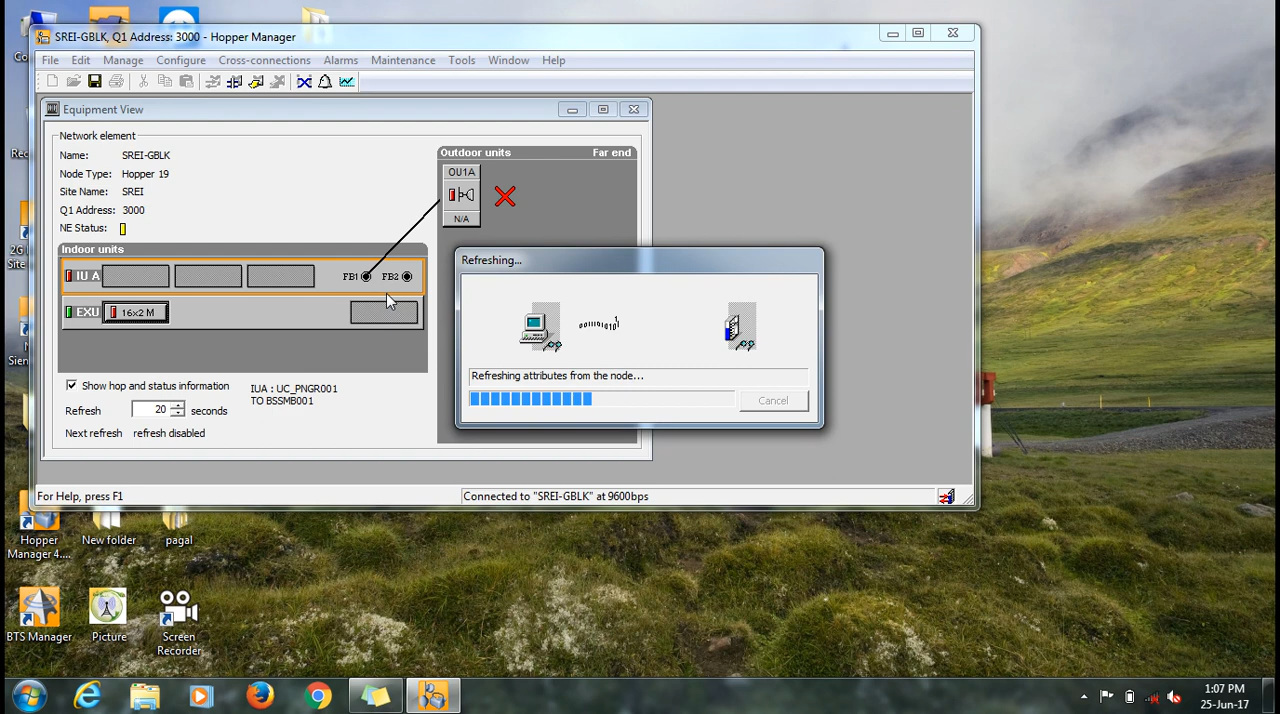 SREI-GBLK, Q1 Address: 3000 - Hopper Manager
File Edit Manage Configure Cross-connections Alarms Maintenance Tools Window Help
Equipment View
Network element
Name: SREI-GBLK
Node Type: Hopper 19
Site Name: SREI
Q1 Address: 3000
NE Status:
Outdoor units Far end
OU1A
N/A
Indoor units
IU A FB1 FB2
EXU 16x2 M
Show hop and status information
Refresh 20 seconds
Next refresh refresh disabled
IUA : UC_PNGR001
TO BSSMB001
Refreshing...
Refreshing attributes from the node...
Cancel
For Help, press F1
Connected to "SREI-GBLK" at 9600bps
Hopper
Manager 4....
New folder
pagal
BTS Manager
Picture
Screen
Recorder
1:07 PM
25-Jun-17